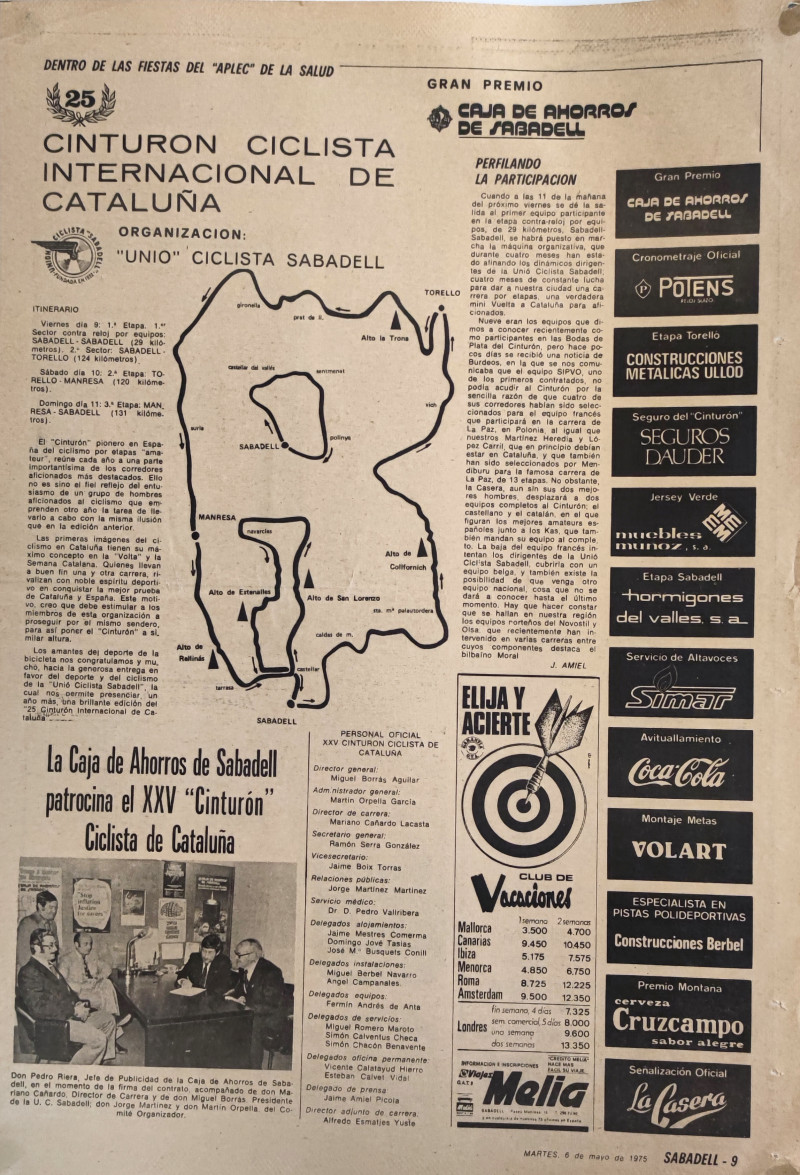 DENTRO DE LAS FIESTAS DEL "APLEC" DE LA SALUD
25
CINTURON CICLISTA
INTERNACIONAL DE
CATALUÑA
ORGANIZACION:
"UNIO" CICLISTA SABADELL
GRAN PREMIO
CAJA DE AHORROS
DE SABADELL
ITINERARIO
Viernes día 9: 1.ª Etapa. 1.er
Sector contra reloj por equipos:
SABADELL-SABADELL (29 kiló-
metros). 2.º Sector: SABADELL-
TORELLO (124 kilómetros)
Sábado día 10: 2.ª Etapa: TO-
RELLO-MANRESA (120 kilóme-
tros).
Domingo día 11: 3.ª Etapa: MAN-
RESA-SABADELL (131 kilóme-
tros).
El "Cinturón" pionero en Espa-
ña del ciclismo por etapas "ama-
teur", reúne cada año a una parte
importantísima de los corredores
aficionados más destacados. Ello
no es sino el fiel reflejo del entu-
siasmo de un grupo de hombres
aficionados al ciclismo que em-
prenden otro año la tarea de lle-
varlo a cabo con la misma ilusión
que en la edición anterior.
Las primeras imágenes del ci-
clismo en Cataluña tienen su má-
ximo concepto en la "Volta" y la
Semana Catalana. Quienes llevan
a buen fin una y otra carrera, ri-
valizan con noble espíritu deporti-
vo en conquistar la mejor prueba
de Cataluña y España. Este moti-
vo, creo que debe estimular a los
miembros de esta organización a
proseguir por el mismo sendero,
para así poner el "Cinturón" a si-
milar altura.
Los amantes del deporte de la
bicicleta nos congratulamos y mu-
cho, hacia la generosa entrega en
favor del deporte y del ciclismo
de la "Unió Ciclista Sabadell", la
cual nos permite presenciar, un
año más, una brillante edición del
"25 Cinturón Internacional de Ca-
taluña"
gironella
prat de ll.
TORELLO
Alto la Trona
castellar del vallés
sentmenat
vich
SABADELL
polinya
suria
MANRESA
navarcles
Alto de
Collformich
Alto de Estenalles
Alto de San Lorenzo
sta. mª palautordera
caldes de m.
Alto de
Rellinás
tarrasa
castellar
SABADELL
PERFILANDO
LA PARTICIPACION
Cuando a las 11 de la mañana
del próximo viernes se dé la sa-
lida al primer equipo participante
en la etapa contra-reloj por equi-
pos, de 29 kilómetros, Sabadell-
Sabadell, se habrá puesto en mar-
cha la máquina organizativa, que
durante cuatro meses han esta-
do afinando los dinámicos dirigen-
tes de la Unió Ciclista Sabadell;
cuatro meses de constante lucha
para dar a nuestra ciudad una ca-
rrera por etapas, una verdadera
mini Vuelta a Cataluña para afi-
cionados.
Nueve eran los equipos que di-
mos a conocer recientemente co-
mo participantes en las Bodas de
Plata del Cinturón, pero hace po-
cos días se recibió una noticia de
Burdeos, en la que se nos comu-
nicaba que el equipo SIPVO, uno
de los primeros contratados, no
podía acudir al Cinturón por la
sencilla razón de que cuatro de
sus corredores habían sido selec-
cionados para el equipo francés
que participará en la carrera de
La Paz, en Polonia, al igual que
nuestros Martínez Heredia y Ló-
pez Carril, que en principio debían
estar en Cataluña, y que también
han sido seleccionados por Men-
diburu para la famosa carrera de
La Paz, de 13 etapas. No obstante,
la Casera, aun sin sus dos mejo-
res hombres, desplazará a dos
equipos completos al Cinturón; el
castellano y el catalán, en el que
figuran los mejores amateurs es-
pañoles junto a los Kas, que tam-
bién mandan su equipo al comple-
to. La baja del equipo francés in-
tentan los dirigentes de la Unió
Ciclista Sabadell, cubrirla con un
equipo belga, y también existe la
posibilidad de que venga otro
equipo nacional, cosa que no se
dará a conocer hasta el último
momento. Hay que hacer constar
que se hallan en nuestra región
los equipos norteños del Novostil y
Olsa, que recientemente han in-
tervenido en varias carreras entre
cuyos componentes destaca el
bilbaíno Moral
J. AMIEL
Gran Premio
CAJA DE AHORROS
DE SABADELL
Cronometraje Oficial
POTENS
Etapa Torelló
CONSTRUCCIONES
METALICAS ULLOD
Seguro del "Cinturón"
SEGUROS
DAUDER
Jersey Verde
muebles
munoz, s.a.
Etapa Sabadell
hormigones
del valles, s.a.
Servicio de Altavoces
Simar
Avituallamiento
Coca-Cola
Montaje Metas
VOLART
ESPECIALISTA EN
PISTAS POLIDEPORTIVAS
Construcciones Berbel
Premio Montana
cerveza
Cruzcampo
sabor alegre
Señalización Oficial
La Casera
La Caja de Ahorros de Sabadell
patrocina el XXV "Cinturón"
Ciclista de Cataluña
Don Pedro Riera, Jefe de Publicidad de la Caja de Ahorros de Saba-
dell, en el momento de la firma del contrato, acompañado de don Ma-
riano Cañardo, Director de Carrera y de don Miguel Borrás, Presidente
de la U. C. Sabadell; don Jorge Martínez y don Martín Orpella, del Co-
mité Organizador.
PERSONAL OFICIAL
XXV CINTURON CICLISTA DE
CATALUÑA
Director general:
Miguel Borrás Aguilar
Administrador general:
Martín Orpella García
Director de carrera:
Mariano Cañardo Lacasta
Secretario general:
Ramón Serra González
Vicesecretario:
Jaime Boix Torras
Relaciones públicas:
Jorge Martínez Martínez
Servicio médico:
Dr. D. Pedro Vallribera
Delegados alojamientos:
Jaime Mestres Comerma
Domingo Jové Tasias
José Mª Busquets Conill
Delegados instalaciones:
Miguel Berbel Navarro
Angel Campanales.
Delegados equipos:
Fermín Andrés de Anta
Delegados de servicios:
Miguel Romero Maroto
Simón Calventus Checa
Simón Chacón Benavente
Delegados oficina permanente:
Vicente Calatayud Hierro
Esteban Calvet Vidal
Delegado de prensa
Jaime Amiel Picola
Director adjunto de carrera.
Alfredo Esmatjes Yuste
ELIJA Y
ACIERTE
CLUB DE
Vacaciones
1 semana 2 semanas
Mallorca 3.500 4.700
Canarias 9.450 10.450
Ibiza 5.175 7.575
Menorca 4.850 6.750
Roma 8.725 12.225
Amsterdam 9.500 12.350
Londres
fin semana, 4 días 7.325
sem. comercial, 5 días 8.000
una semana 9.600
dos semanas 13.350
INFORMACION E INSCRIPCIONES
"CREDITO MELIA"
HACE MAS
FACIL SU VIAJE
Viajes
Melia
MARTES, 6 de mayo de 1975 SABADELL - 9